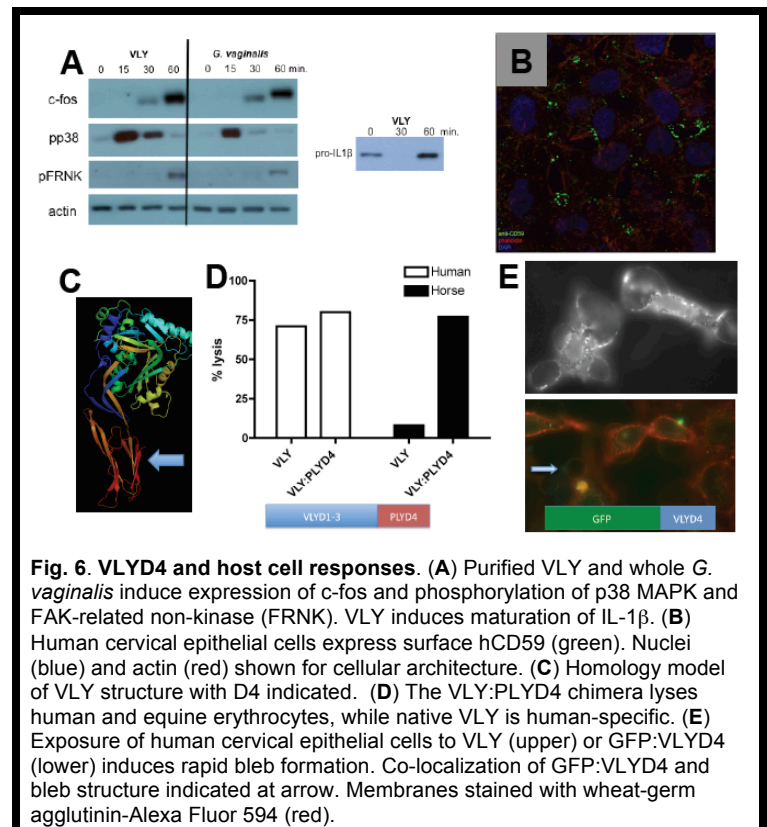 A
VLY
G. vaginalis
0 15 30 60 0 15 30 60 min.
c-fos
pp38
pFRNK
actin
VLY
0 30 60 min.
pro-IL1β
B
anti-CD59
phalloidin
DAPI
C
D
Human
Horse
100
75
50
25
0
% lysis
VLY
VLY:PLYD4
VLY
VLY:PLYD4
VLYD1-3 PLYD4
E
GFP VLYD4
Fig. 6. VLYD4 and host cell responses. (A) Purified VLY and whole G.
vaginalis induce expression of c-fos and phosphorylation of p38 MAPK and
FAK-related non-kinase (FRNK). VLY induces maturation of IL-1β. (B)
Human cervical epithelial cells express surface hCD59 (green). Nuclei
(blue) and actin (red) shown for cellular architecture. (C) Homology model
of VLY structure with D4 indicated. (D) The VLY:PLYD4 chimera lyses
human and equine erythrocytes, while native VLY is human-specific. (E)
Exposure of human cervical epithelial cells to VLY (upper) or GFP:VLYD4
(lower) induces rapid bleb formation. Co-localization of GFP:VLYD4 and
bleb structure indicated at arrow. Membranes stained with wheat-germ
agglutinin-Alexa Fluor 594 (red).